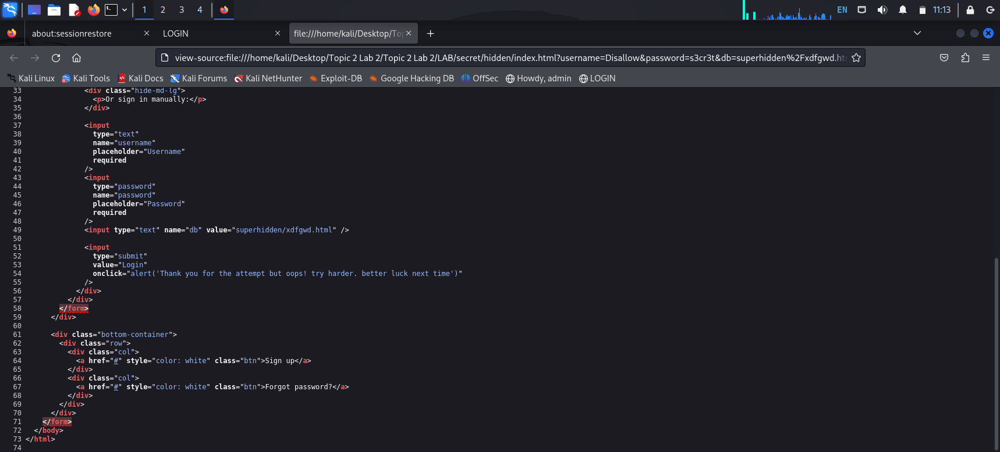 1 2 3 4 EN 11:13
about:sessionrestore LOGIN file:///home/kali/Desktop/Top
view-source:file:///home/kali/Desktop/Topic 2 Lab 2/Topic 2 Lab 2/LAB/secret/hidden/index.html?username=Disallow&password=s3cr3t&db=superhidden%2Fxdfgwd.htm
Kali Linux Kali Tools Kali Docs Kali Forums Kali NetHunter Exploit-DB Google Hacking DB OffSec Howdy, admin LOGIN
33 <div class="hide-md-lg">
34 <p>Or sign in manually:</p>
35 </div>
36
37 <input
38 type="text"
39 name="username"
40 placeholder="Username"
41 required
42 />
43 <input
44 type="password"
45 name="password"
46 placeholder="Password"
47 required
48 />
49 <input type="text" name="db" value="superhidden/xdfgwd.html" />
50
51 <input
52 type="submit"
53 value="Login"
54 onclick="alert('Thank you for the attempt but oops! try harder. better luck next time')"
55 />
56 </div>
57 </div>
58 </form>
59 </div>
60
61 <div class="bottom-container">
62 <div class="row">
63 <div class="col">
64 <a href="#" style="color: white" class="btn">Sign up</a>
65 </div>
66 <div class="col">
67 <a href="#" style="color: white" class="btn">Forgot password?</a>
68 </div>
69 </div>
70 </div>
71 </form>
72 </body>
73 </html>
74